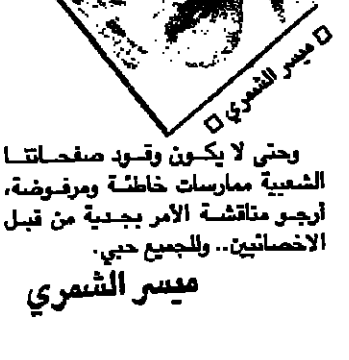 □ ميسر الشمري □
وحتى لا يكون وقود صفحاتنا
الشعبية ممارسات خاطئة ومرفوضة،
أرجو مناقشة الأمر بجدية من قبل
الاخصائيين.. وللجميع حبي.
ميسر الشمري